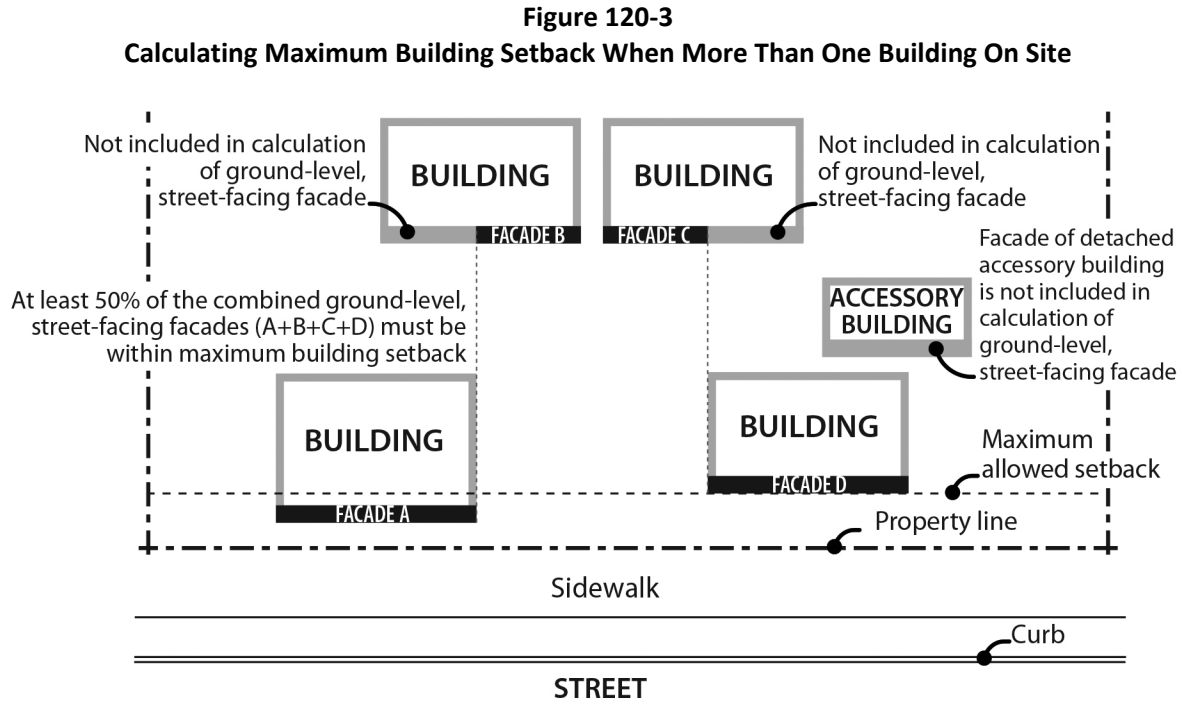 Figure 120-3
Calculating Maximum Building Setback When More Than One Building On Site
Not included in calculation
of ground-level,
street-facing facade
BUILDING
FACADE B
BUILDING
FACADE C
Not included in calculation
of ground-level,
street-facing facade
Facade of detached
accessory building
is not included in
calculation of
ground-level,
street-facing facade
ACCESSORY
BUILDING
At least 50% of the combined ground-level,
street-facing facades (A+B+C+D) must be
within maximum building setback
BUILDING
FACADE A
BUILDING
FACADE D
Maximum
allowed setback
Property line
Sidewalk
Curb
STREET